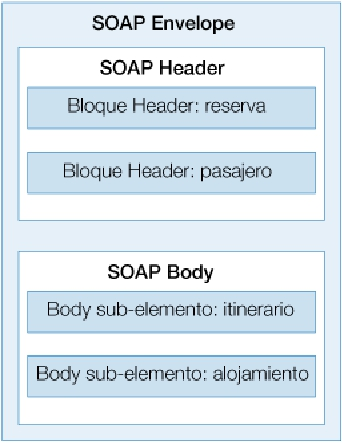 SOAP Envelope
SOAP Header
Bloque Header: reserva
Bloque Header: pasajero
SOAP Body
Body sub-elemento: itinerario
Body sub-elemento: alojamiento